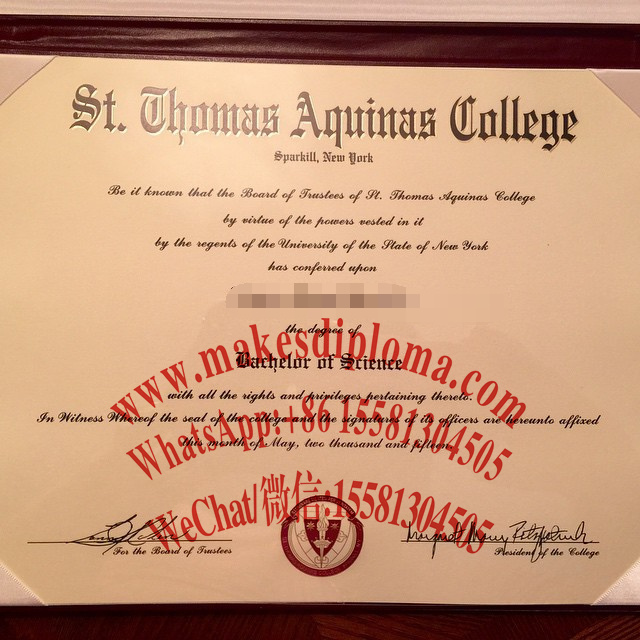 St. Thomas Aquinas College
Sparkill, New York
Be it known that the Board of Trustees of St. Thomas Aquinas College
by virtue of the powers vested in it
by the regents of the University of the State of New York
has conferred upon
the degree of
www.makesdiploma.com
Bachelor of Science
with all the rights and privileges pertaining thereto.
In Witness Whereof the seal of the college and the signatures of its officers are hereunto affixed
WhatsApp:+86 15581304505
this month of May, two thousand and fifteen.
WeChat/微信:15581304505
For the Board of Trustees
President of the College